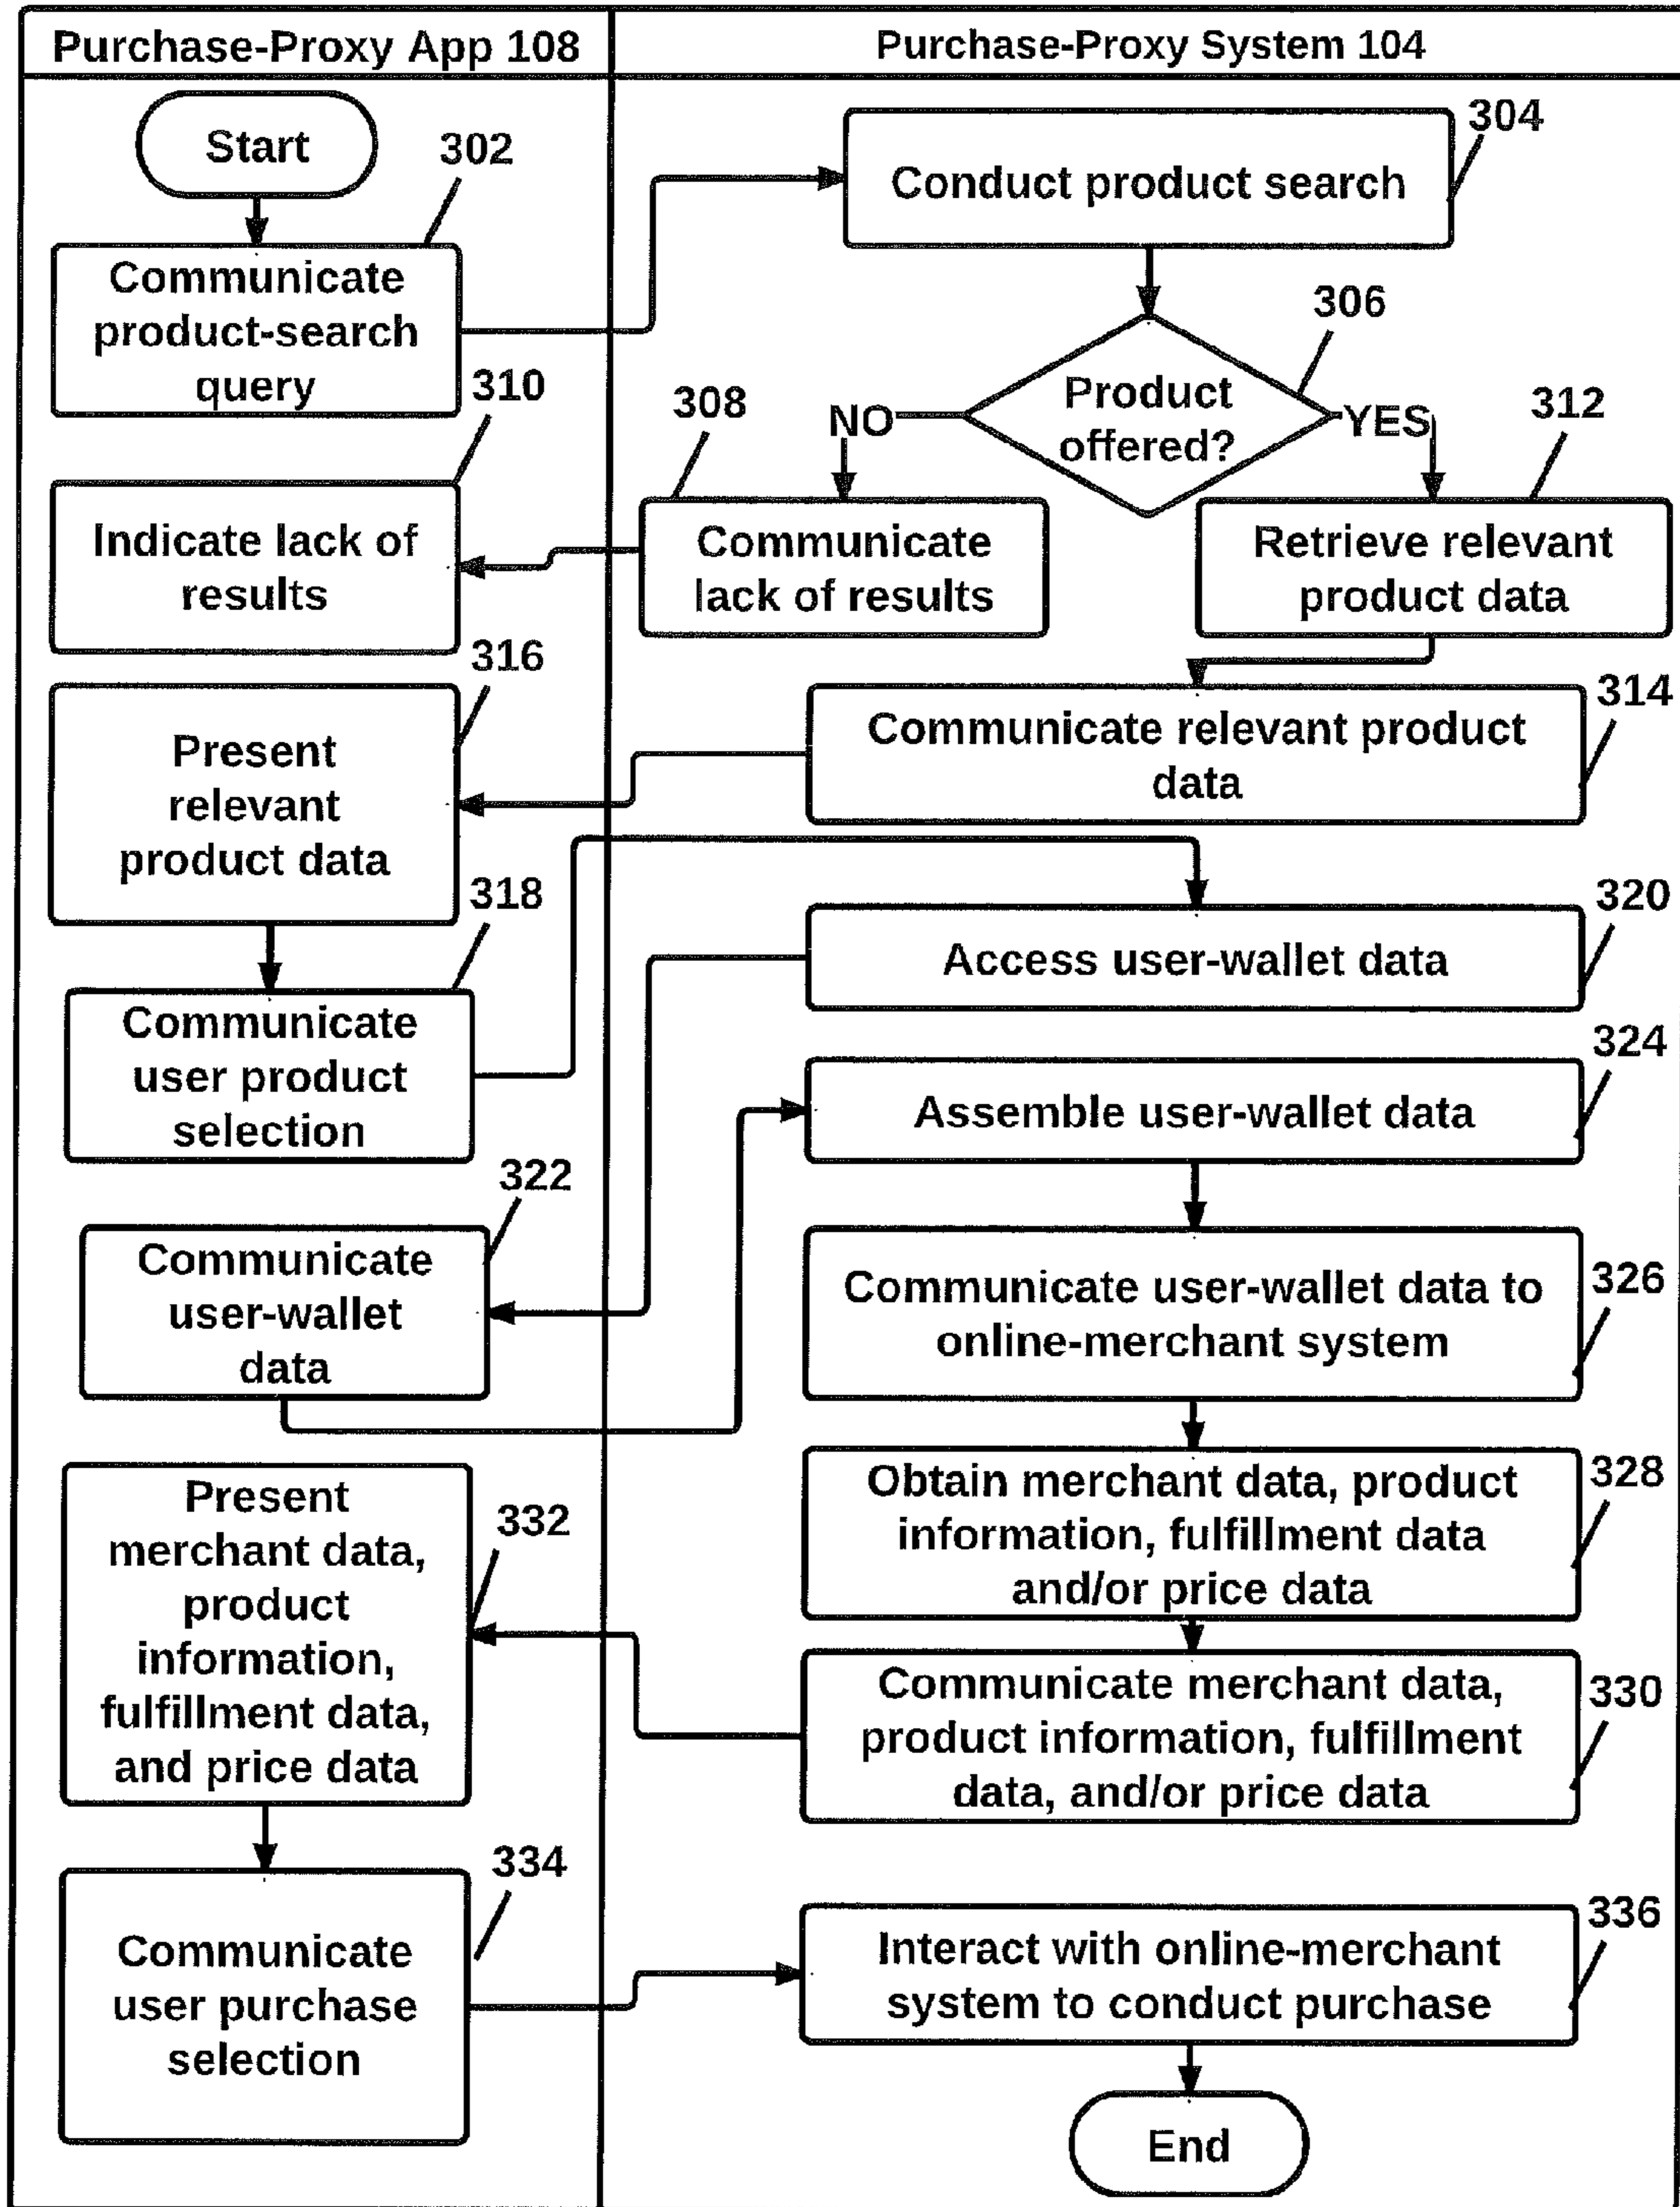 Purchase-Proxy App 108
Purchase-Proxy System 104
Start
302
Communicate
product-search
query
304
Conduct product search
306
Product
offered?
NO
YES
308
Communicate
lack of results
310
Indicate lack of
results
312
Retrieve relevant
product data
314
Communicate relevant product
data
316
Present
relevant
product data
318
Communicate
user product
selection
320
Access user-wallet data
322
Communicate
user-wallet
data
324
Assemble user-wallet data
326
Communicate user-wallet data to
online-merchant system
328
Obtain merchant data, product
information, fulfillment data
and/or price data
330
Communicate merchant data,
product information, fulfillment
data, and/or price data
332
Present
merchant data,
product
information,
fulfillment data,
and price data
334
Communicate
user purchase
selection
336
Interact with online-merchant
system to conduct purchase
End